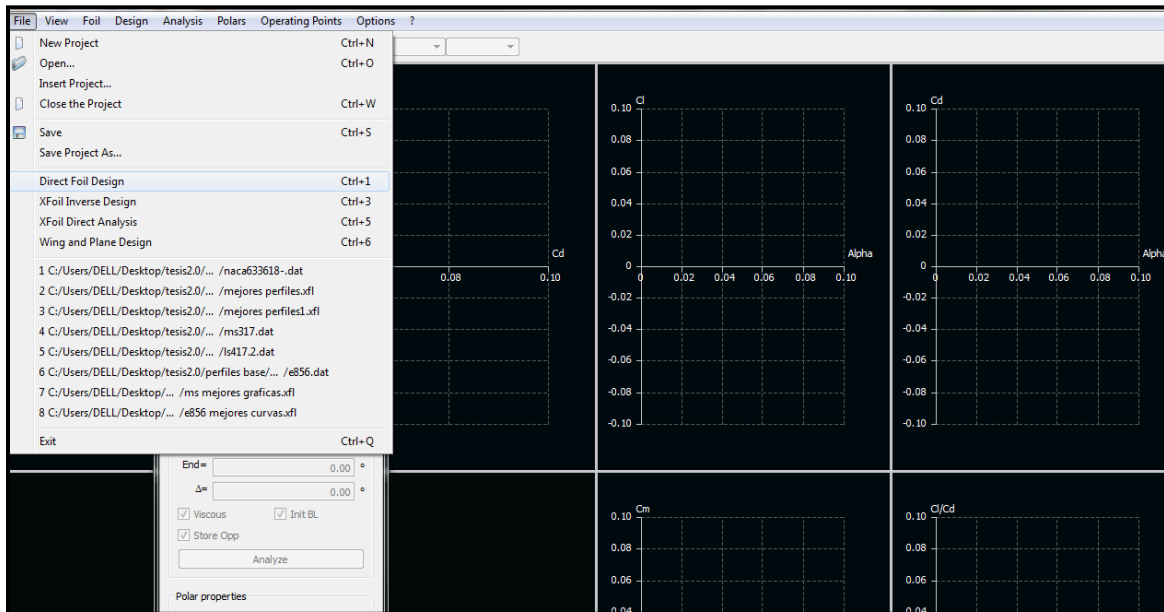 File View Foil Design Analysis Polars Operating Points Options ?
New Project Ctrl+N
Open... Ctrl+O
Insert Project...
Close the Project Ctrl+W
Save Ctrl+S
Save Project As...
Direct Foil Design Ctrl+1
XFoil Inverse Design Ctrl+3
XFoil Direct Analysis Ctrl+5
Wing and Plane Design Ctrl+6
1 C:/Users/DELL/Desktop/tesis2.0/... /naca633618-.dat
2 C:/Users/DELL/Desktop/tesis2.0/... /mejores perfiles.xfl
3 C:/Users/DELL/Desktop/tesis2.0/... /mejores perfiles1.xfl
4 C:/Users/DELL/Desktop/tesis2.0/... /ms317.dat
5 C:/Users/DELL/Desktop/tesis2.0/... /ls417.2.dat
6 C:/Users/DELL/Desktop/tesis2.0/perfiles base/... /e856.dat
7 C:/Users/DELL/Desktop/... /ms mejores graficas.xfl
8 C:/Users/DELL/Desktop/... /e856 mejores curvas.xfl
Exit Ctrl+Q
End= 0.00 °
Δ= 0.00 °
Viscous Init BL
Store Opp
Analyze
Polar properties
Cd
0.08 0.10
Cl
0.10
0.08
0.06
0.04
0.02
0
-0.02
-0.04
-0.06
-0.08
-0.10
Alpha
0 0.02 0.04 0.06 0.08 0.10
Cd
0.10
0.08
0.06
0.04
0.02
0
-0.02
-0.04
-0.06
-0.08
-0.10
Alpha
0 0.02 0.04 0.06 0.08 0.10
Cm
0.10
0.08
0.06
0.04
Cl/Cd
0.10
0.08
0.06
0.04